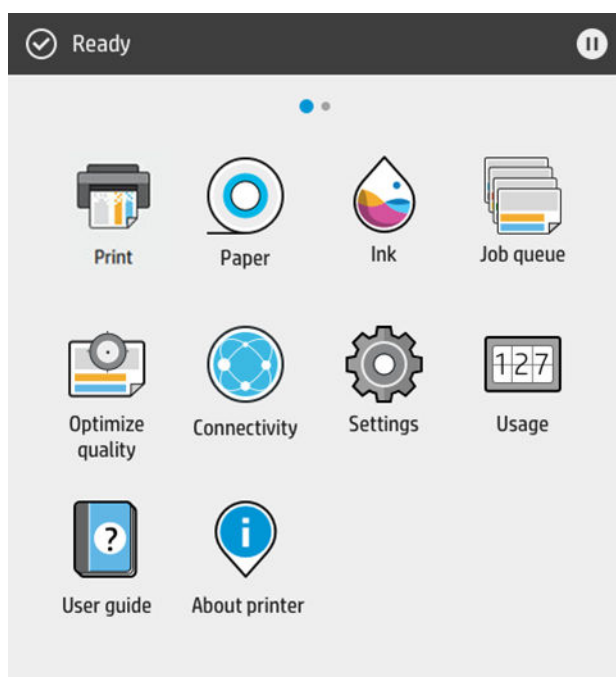 Ready
Print
Paper
Ink
Job queue
Optimize
quality
Connectivity
Settings
127
Usage
?
User guide
i
About printer